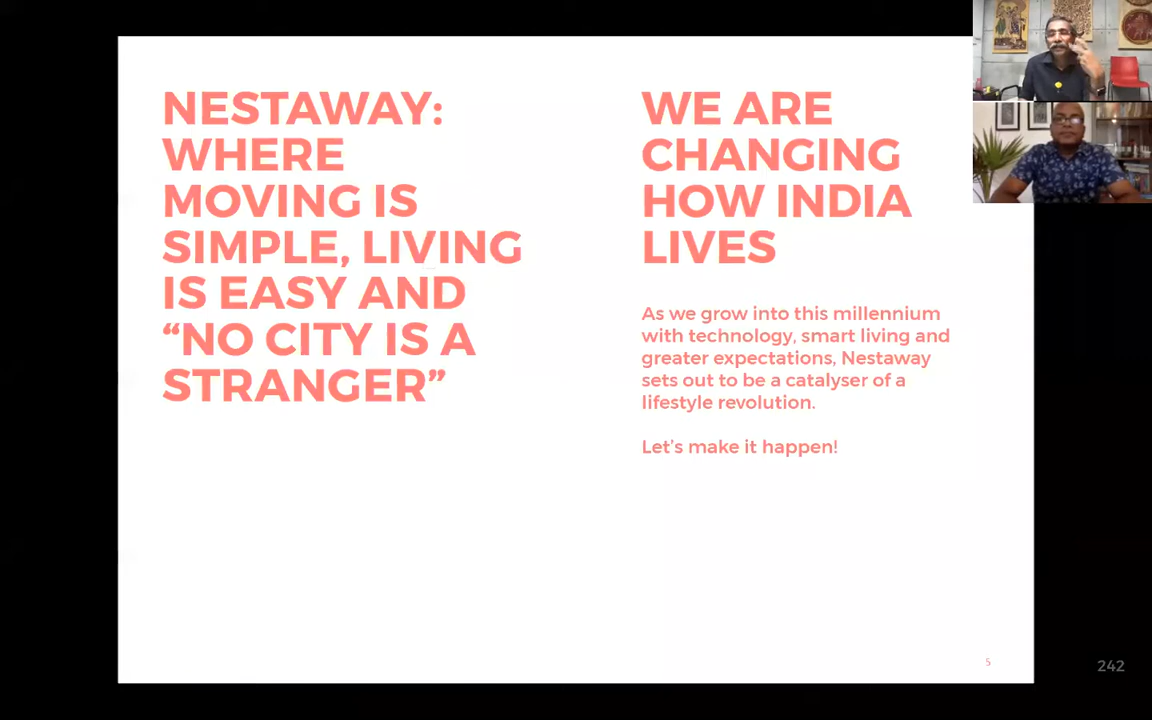 NESTAWAY:
WHERE
MOVING IS
SIMPLE, LIVING
IS EASY AND
“NO CITY IS A
STRANGER”
WE ARE
CHANGING
HOW INDIA
LIVES
As we grow into this millennium
with technology, smart living and
greater expectations, Nestaway
sets out to be a catalyser of a
lifestyle revolution.
Let’s make it happen!
5
242